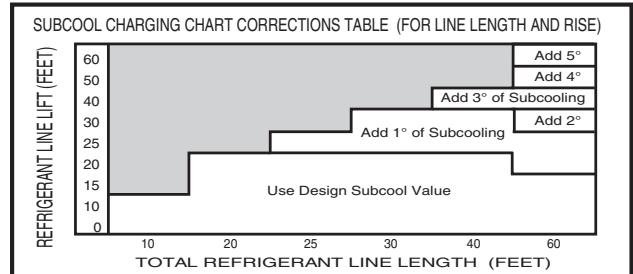 SUBCOOL CHARGING CHART CORRECTIONS TABLE (FOR LINE LENGTH AND RISE)
REFRIGERANT LINE LIFT (FEET)
60
50
40
35
30
25
20
15
10
0
Add 5°
Add 4°
Add 3° of Subcooling
Add 2°
Add 1° of Subcooling
Use Design Subcool Value
10 20 25 30 40 60
TOTAL REFRIGERANT LINE LENGTH (FEET)